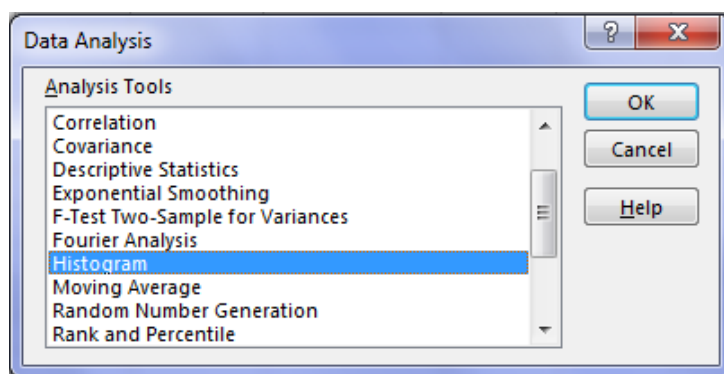 Data Analysis
Analysis Tools
Correlation
Covariance
Descriptive Statistics
Exponential Smoothing
F-Test Two-Sample for Variances
Fourier Analysis
Histogram
Moving Average
Random Number Generation
Rank and Percentile
OK
Cancel
Help